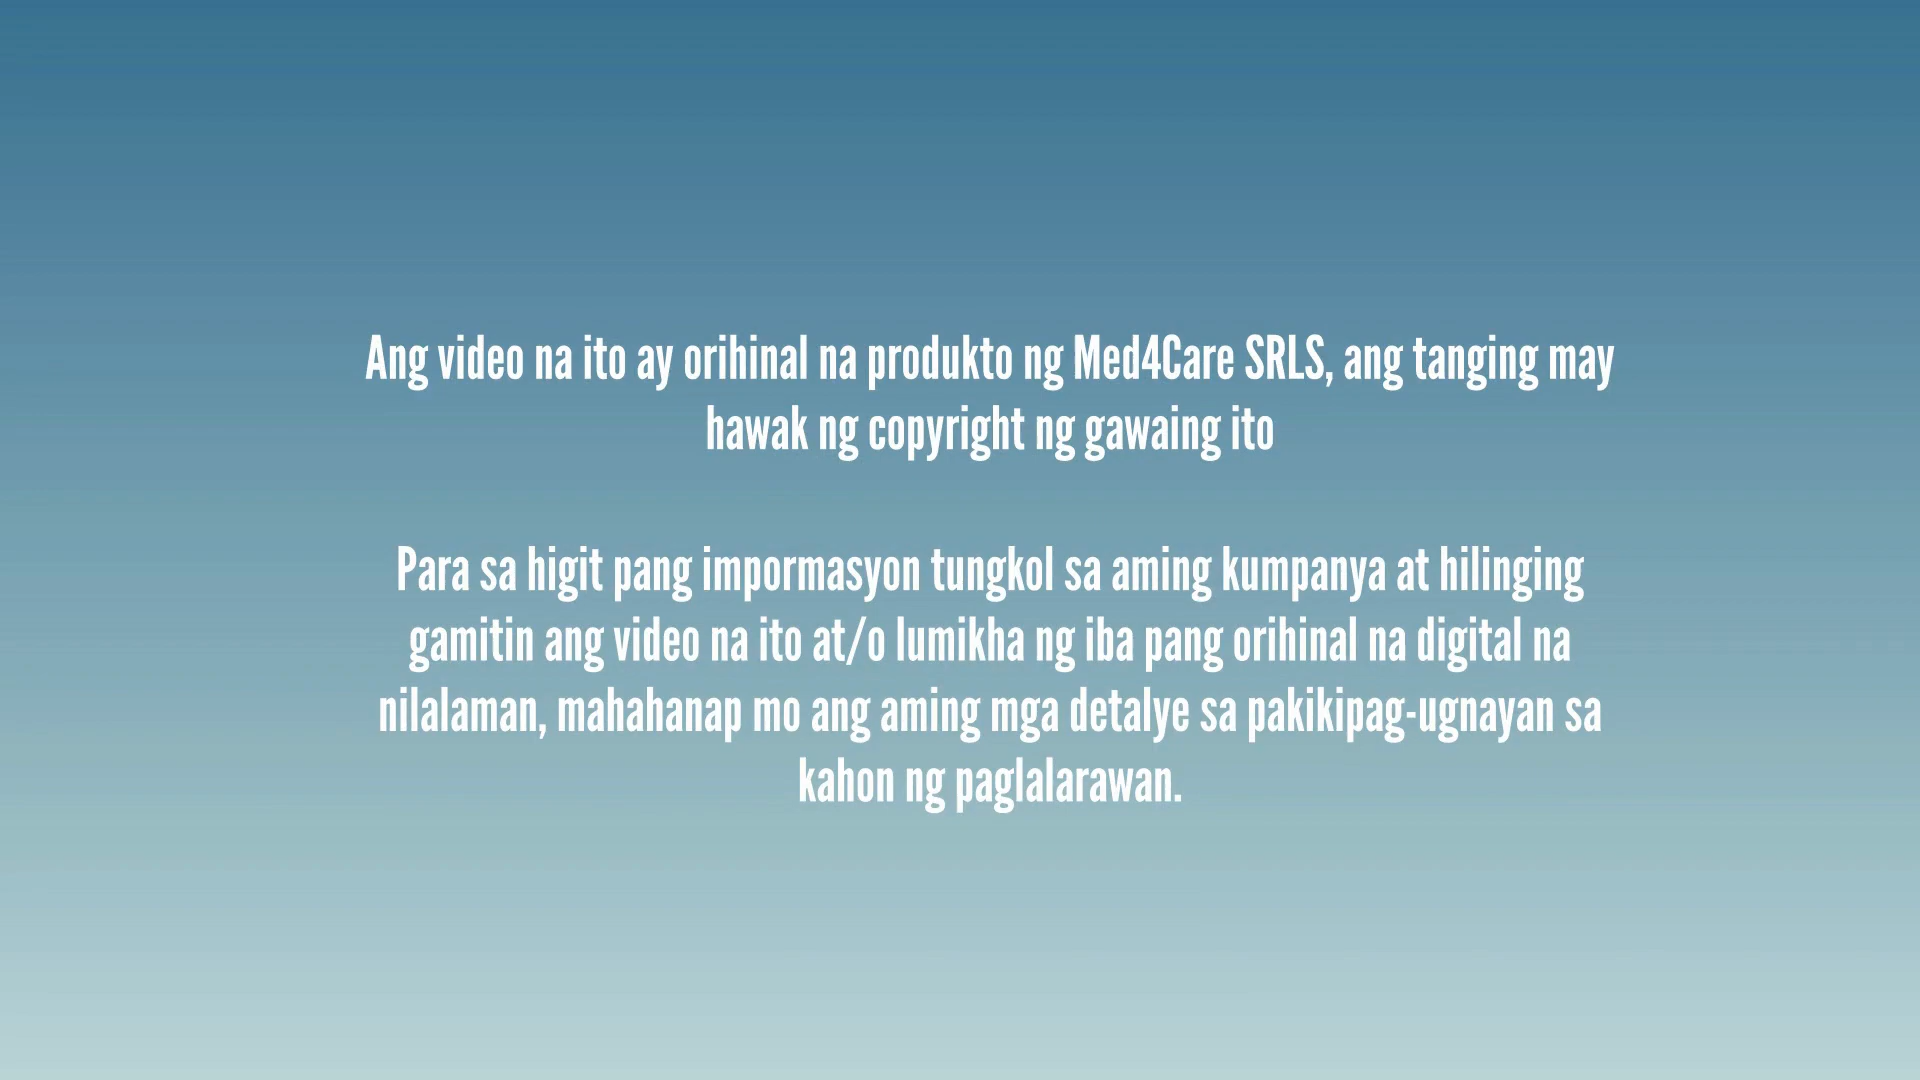 Ang video na ito ay orihinal na produkto ng Med4Care SRLS, ang tanging may
hawak ng copyright ng gawaing ito
Para sa higit pang impormasyon tungkol sa aming kumpanya at hilinging
gamitin ang video na ito at/o lumikha ng iba pang orihinal na digital na
nilalaman, mahahanap mo ang aming mga detalye sa pakikipag-ugnayan sa
kahon ng paglalarawan.